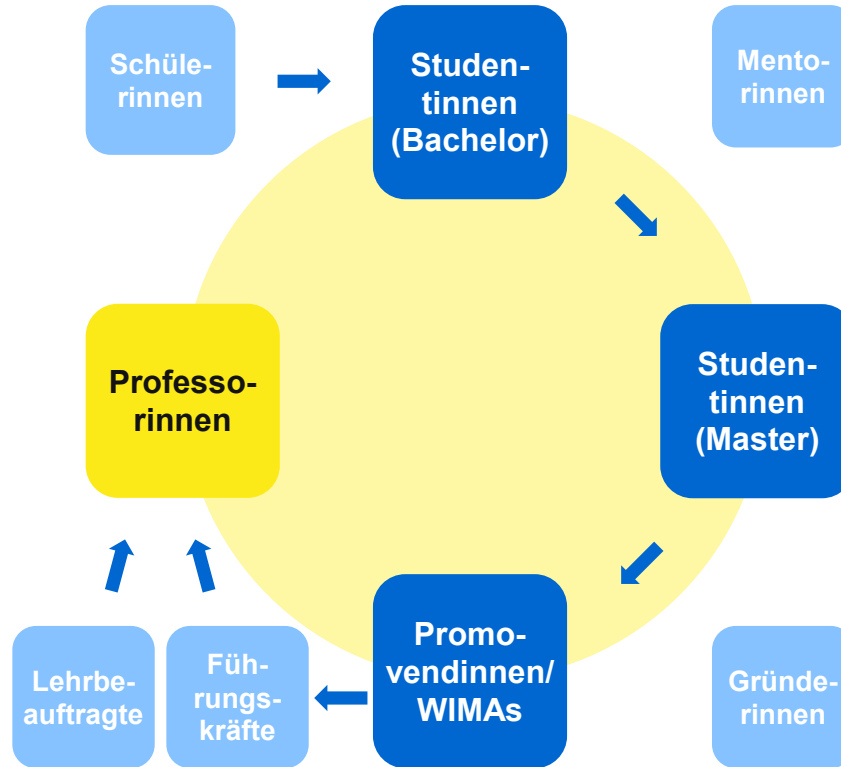 Schüle-
rinnen
Studen-
tinnen
(Bachelor)
Mento-
rinnen
Professo-
rinnen
Studen-
tinnen
(Master)
Lehrbe-
auftragte
Füh-
rungs-
kräfte
Promo-
vendinnen/
WIMAs
Gründe-
rinnen